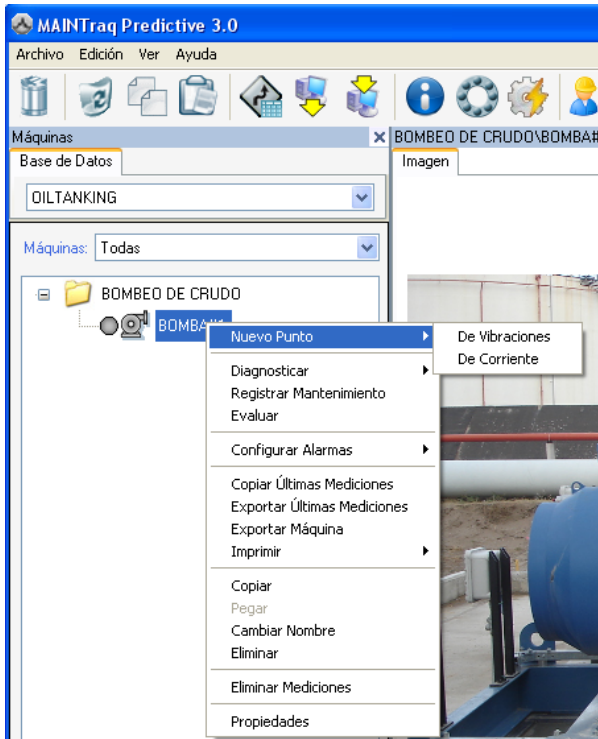 MAINTraq Predictive 3.0
Archivo Edición Ver Ayuda
Máquinas
BOMBEO DE CRUDO\BOMBA#
Base de Datos
Imagen
OILTANKING
Máquinas: Todas
BOMBEO DE CRUDO
BOMBA#1
Nuevo Punto
De Vibraciones
De Corriente
Diagnosticar
Registrar Mantenimiento
Evaluar
Configurar Alarmas
Copiar Últimas Mediciones
Exportar Últimas Mediciones
Exportar Máquina
Imprimir
Copiar
Pegar
Cambiar Nombre
Eliminar
Eliminar Mediciones
Propiedades